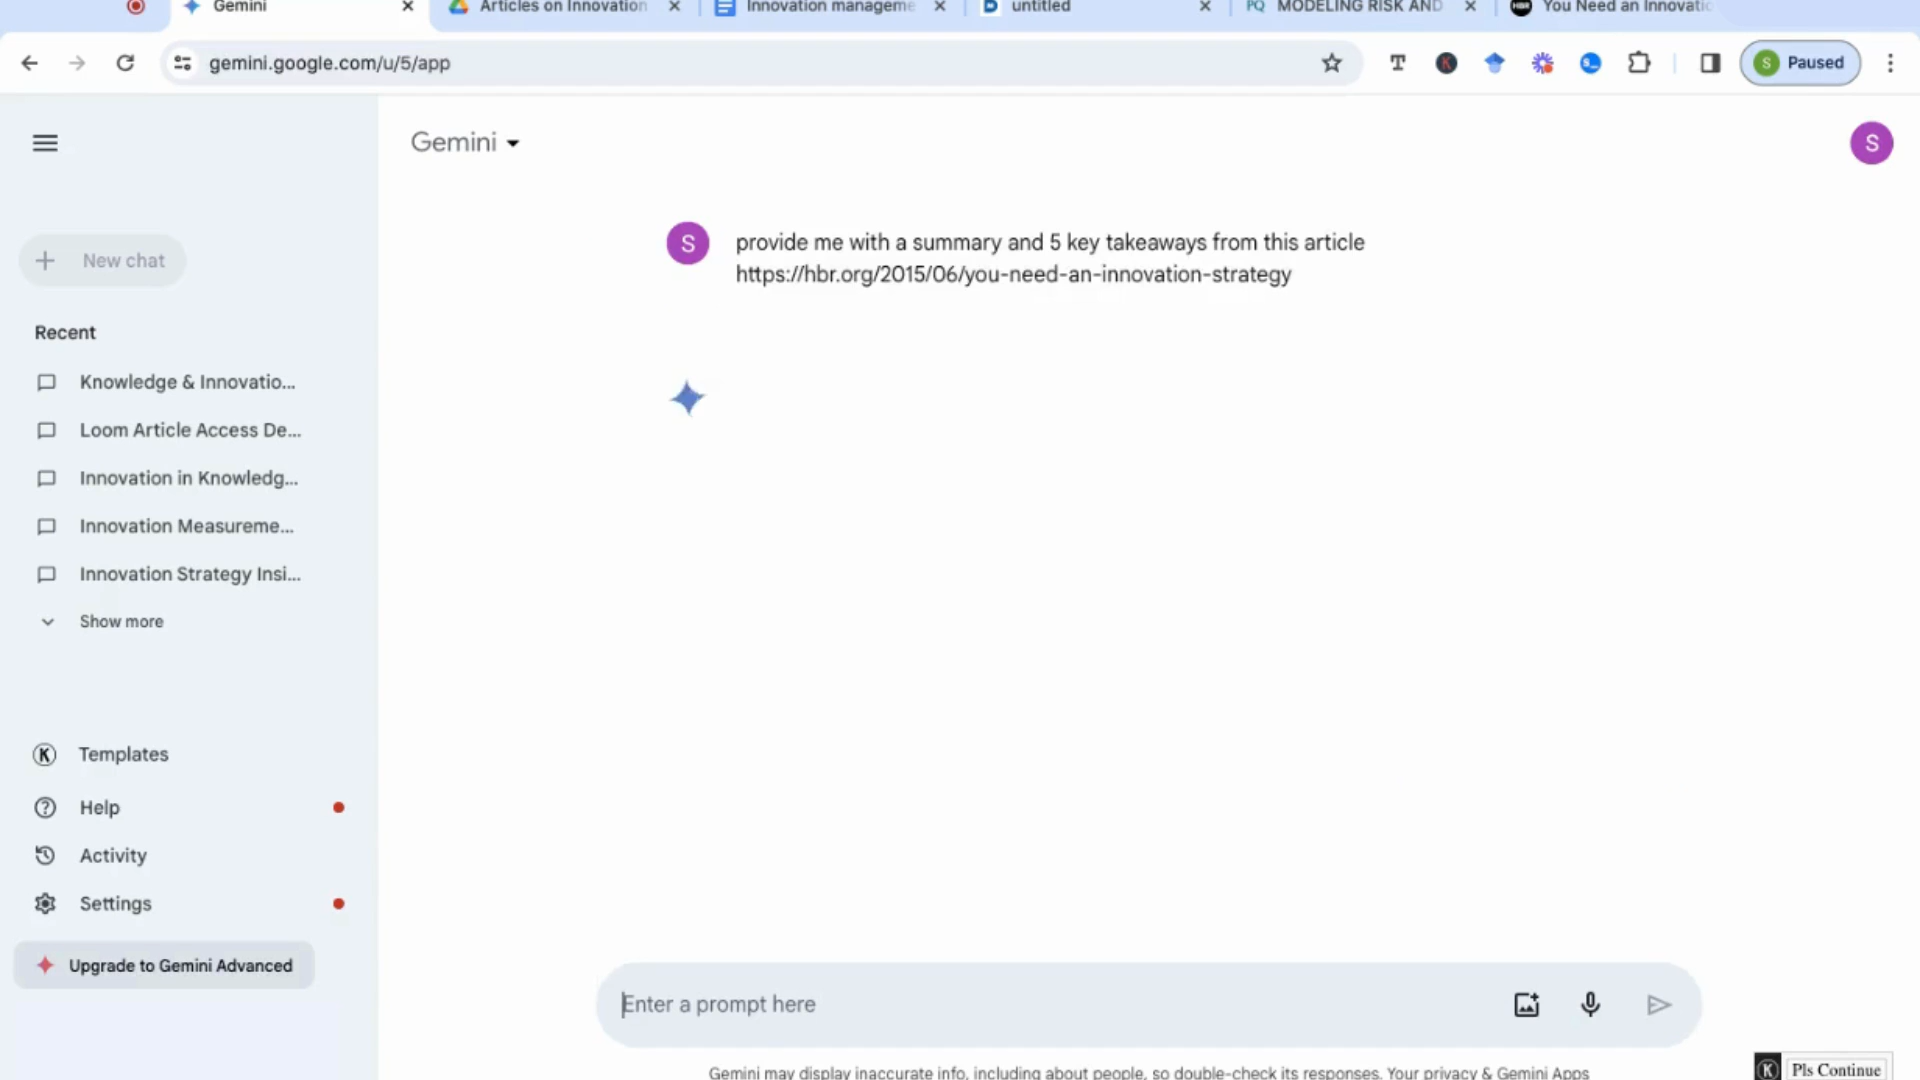 Gemini
Articles on Innovation
Innovation manageme
untitled
PQ MODELING RISK AND
HBR You Need an Innovatio
gemini.google.com/u/5/app
T
K
S Paused
Gemini
S
New chat
S provide me with a summary and 5 key takeaways from this article
https://hbr.org/2015/06/you-need-an-innovation-strategy
Recent
Knowledge & Innovatio...
Loom Article Access De...
Innovation in Knowledg...
Innovation Measureme...
Innovation Strategy Insi...
Show more
K Templates
Help
Activity
Settings
Upgrade to Gemini Advanced
Enter a prompt here
Gemini may display inaccurate info, including about people, so double-check its responses. Your privacy & Gemini Apps
K Pls Continue